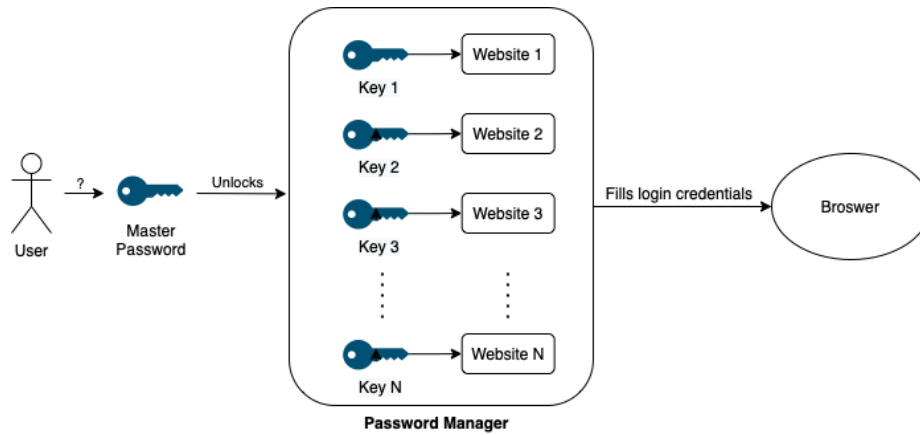 User
?
Master
Password
Unlocks
Key 1
Website 1
Key 2
Website 2
Key 3
Website 3
Key N
Website N
Password Manager
Fills login credentials
Broswer